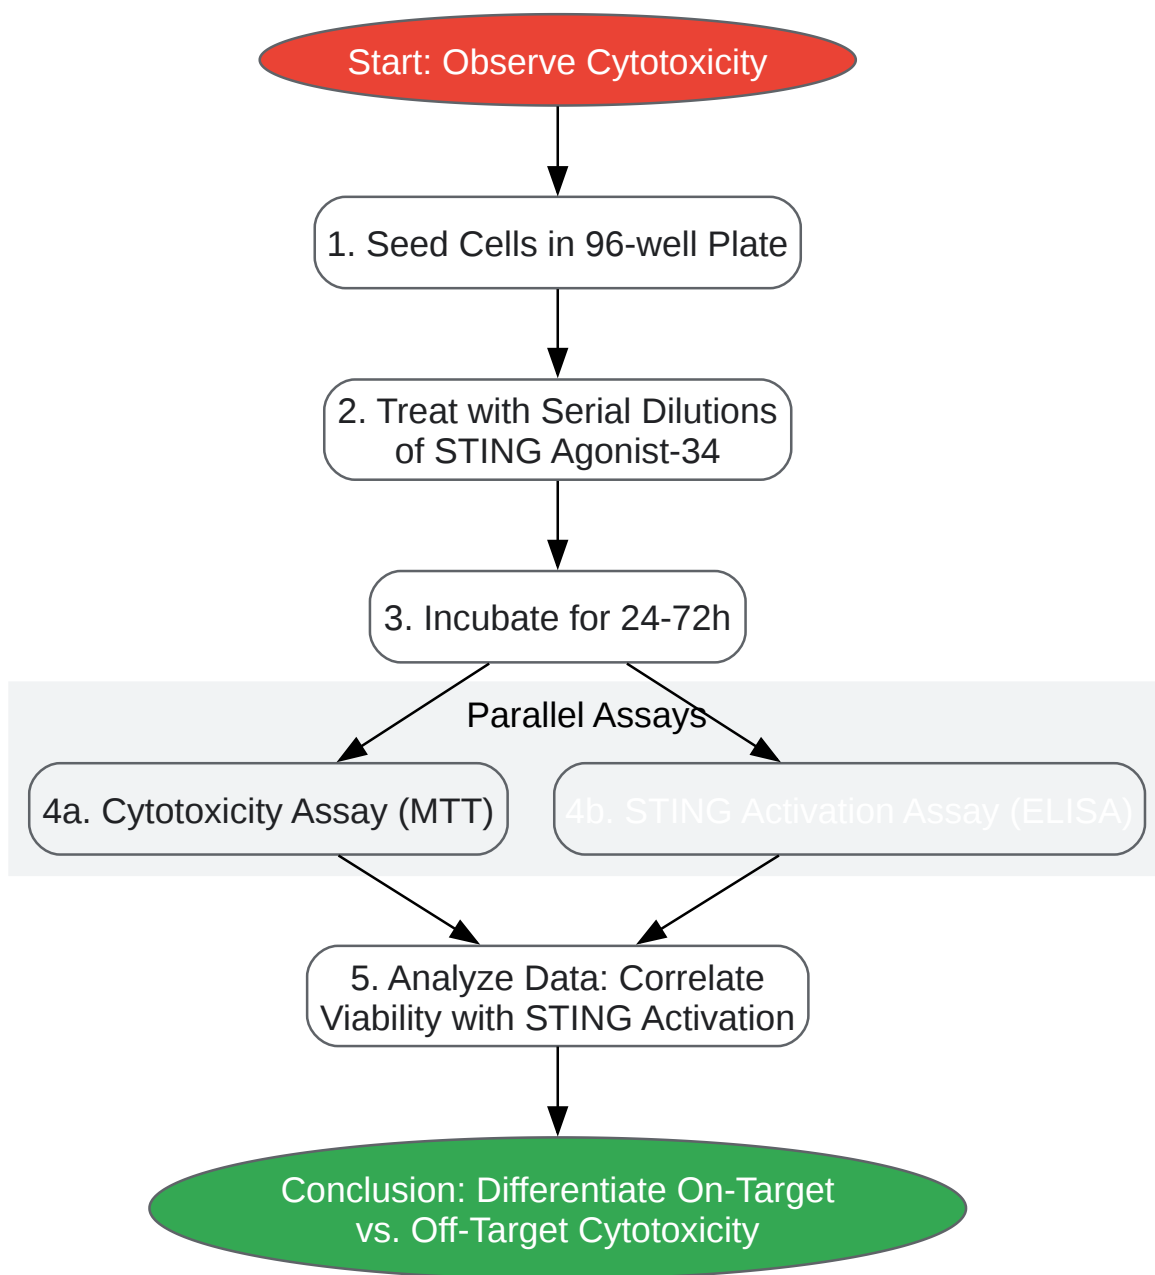 Start: Observe Cytotoxicity
1. Seed Cells in 96-well Plate
2. Treat with Serial Dilutions
of STING Agonist-34
3. Incubate for 24-72h
Parallel Assays
4a. Cytotoxicity Assay (MTT)
4b. STING Activation Assay (ELISA)
5. Analyze Data: Correlate
Viability with STING Activation
Conclusion: Differentiate On-Target
vs. Off-Target Cytotoxicity